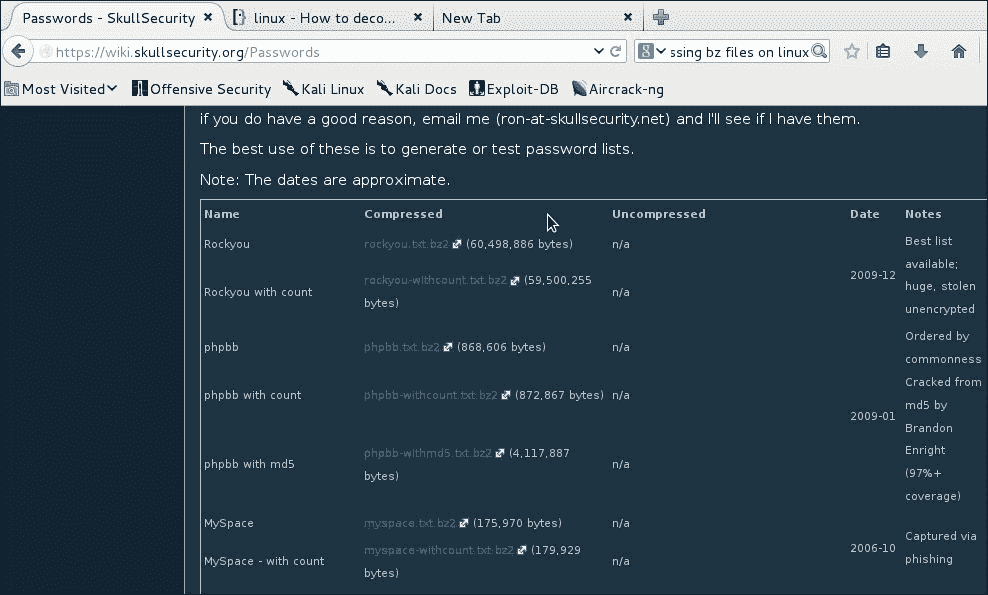 Passwords - SkullSecurity × linux - How to deco... × New Tab ×
https://wiki.skullsecurity.org/Passwords ssing bz files on linux
Most Visited Offensive Security Kali Linux Kali Docs Exploit-DB Aircrack-ng
if you do have a good reason, email me (ron-at-skullsecurity.net) and I'll see if I have them.
The best use of these is to generate or test password lists.
Note: The dates are approximate.
Name Compressed Uncompressed Date Notes
Rockyou rockyou.txt.bz2 (60,498,886 bytes) n/a
Rockyou with count rockyou-withcount.txt.bz2 (59,500,255
bytes) n/a
2009-12
Best list
available;
huge, stolen
unencrypted
phpbb phpbb.txt.bz2 (868,606 bytes) n/a
phpbb with count phpbb-withcount.txt.bz2 (872,867 bytes) n/a
phpbb with md5 phpbb-withmd5.txt.bz2 (4,117,887
bytes) n/a
2009-01
Ordered by
commonness
Cracked from
md5 by
Brandon
Enright
(97%+
coverage)
MySpace myspace.txt.bz2 (175,970 bytes) n/a
MySpace - with count myspace-withcount.txt.bz2 (179,929
bytes) n/a
2006-10
Captured via
phishing